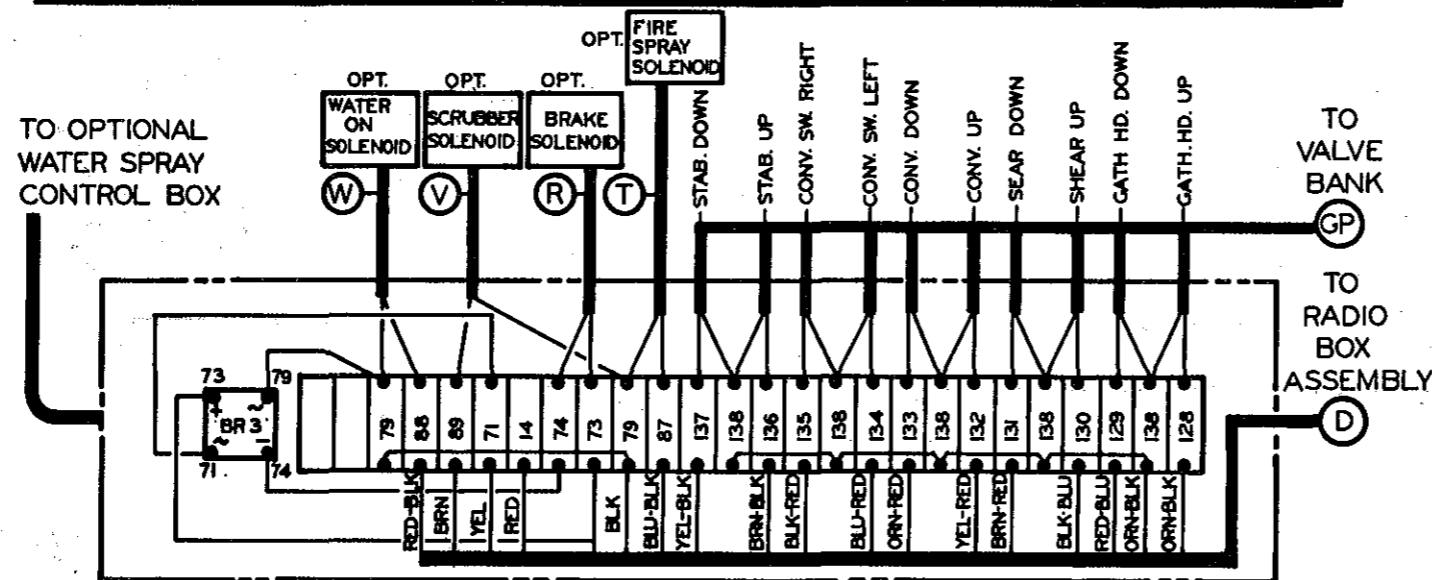 FIRE
OPT. SPRAY
SOLENOID
OPT.
WATER
ON
SOLENOID
OPT.
SCRUBBER
SOLENOID
OPT.
BRAKE
SOLENOID
TO OPTIONAL
WATER SPRAY
CONTROL BOX
W
V
R
T
STAB. DOWN
STAB. UP
CONV. SW. RIGHT
CONV. SW. LEFT
CONV. DOWN
CONV. UP
SEAR DOWN
SHEAR UP
GATH HD. DOWN
GATH. HD. UP
TO
VALVE
BANK
GP
TO
RADIO
BOX
ASSEMBLY
D
73 79
+ ~
BR 3
~ −
71 74
79 88 89 71 14 74 73 79 87 137 138 136 135 138 134 133 138 132 131 138 130 129 138 128
RED-BLK
BRN
YEL
RED
BLK
BLU-BLK
YEL-BLK
BRN-BLK
BLK-RED
BLU-RED
ORN-RED
YEL-RED
BRN-RED
BLK-BLU
RED-BLU
ORN-BLK
ORN-BLK